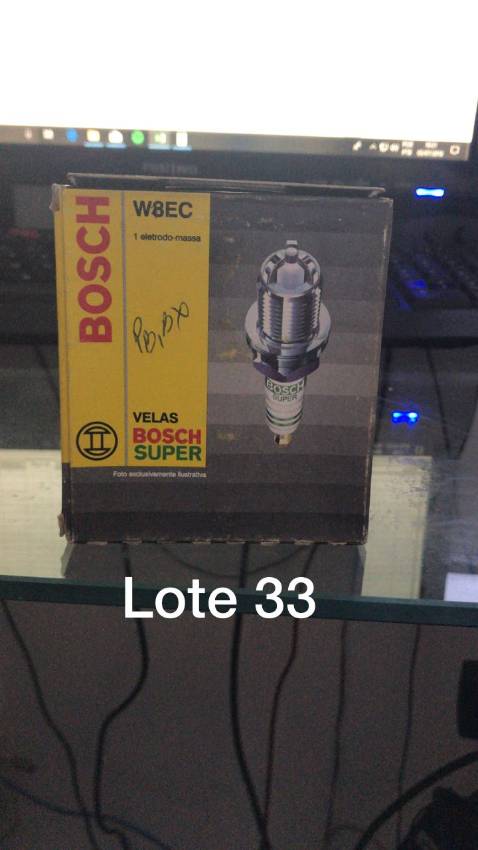 BOSCH
W8EC
1 eletrodo-massa
VELAS
BOSCH
SUPER
Foto exclusivamente ilustrativa
BOSCH
SUPER
Lote 33